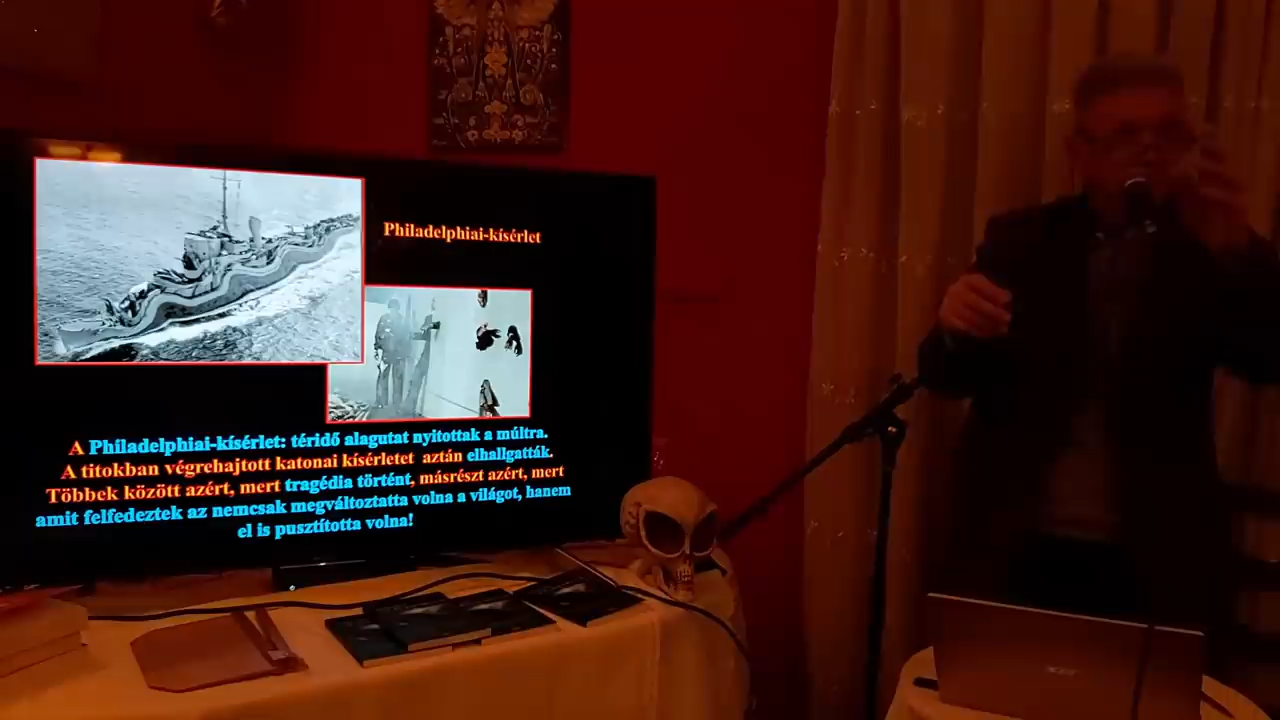 Philadelphiai-kísérlet
A Philadelphiai-kísérlet: téridő alagutat nyitottak a múltra.
A titokban végrehajtott katonai kísérletet aztán elhallgatták.
Többek között azért, mert tragédia történt, másrészt azért, mert
amit felfedeztek az nemcsak megváltoztatta volna a világot, hanem
el is pusztította volna!
acer